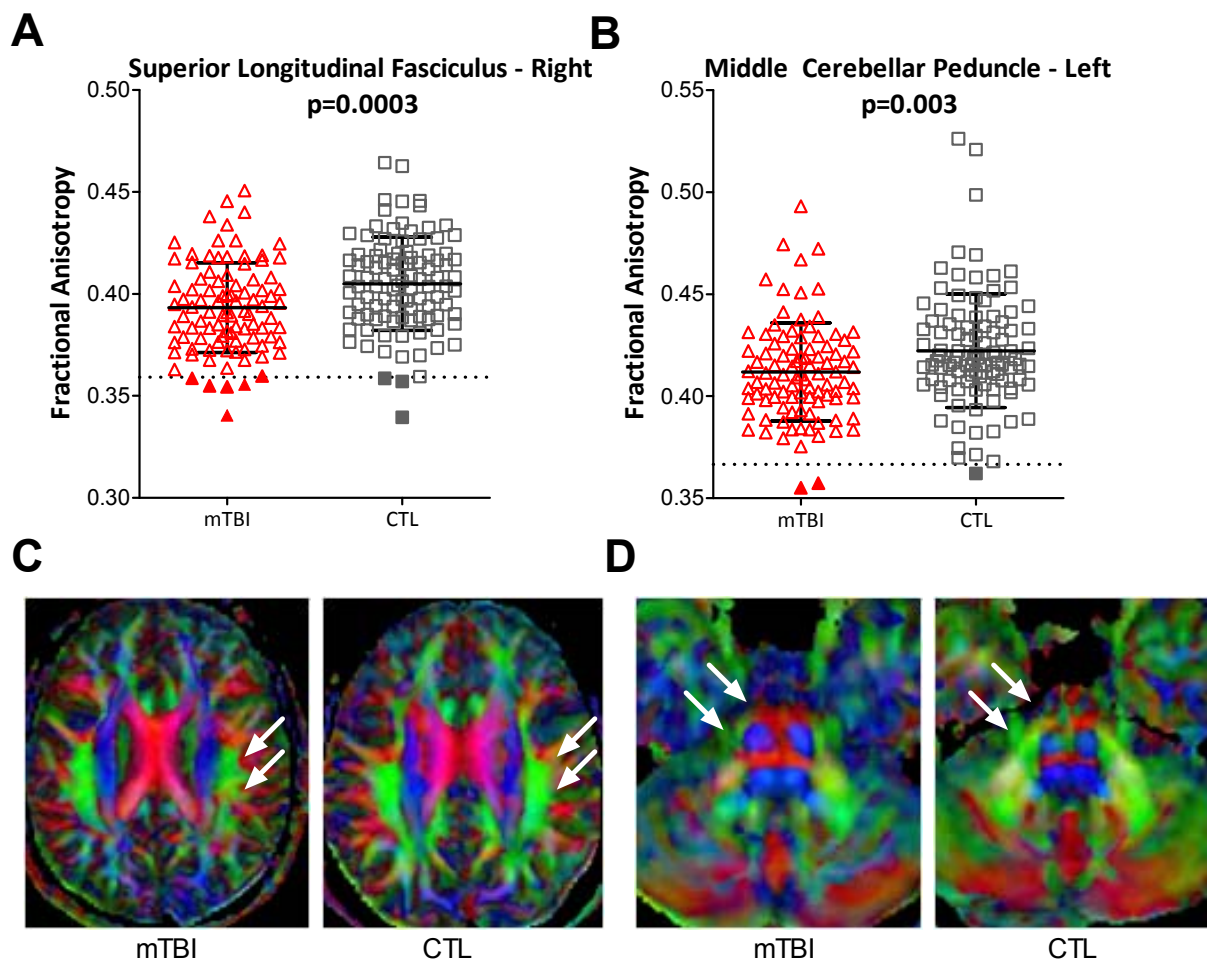 A
Superior Longitudinal Fasciculus - Right
p=0.0003
Fractional Anisotropy
0.50
0.45
0.40
0.35
0.30
mTBI
CTL
B
Middle  Cerebellar Peduncle - Left
p=0.003
Fractional Anisotropy
0.55
0.50
0.45
0.40
0.35
mTBI
CTL
C
mTBI
CTL
D
mTBI
CTL